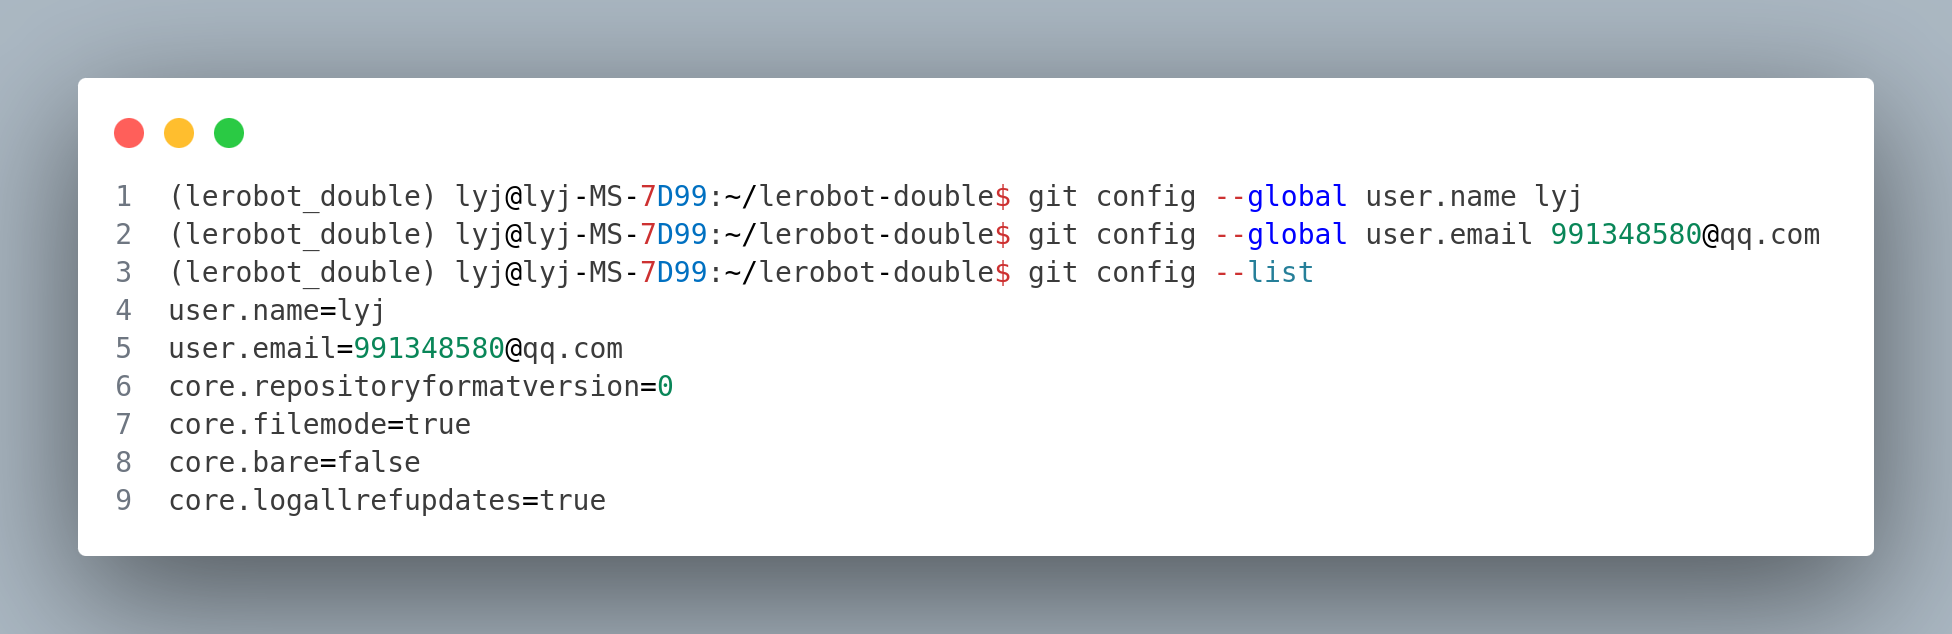 1 (lerobot_double) lyj@lyj-MS-7D99:~/lerobot-double$ git config --global user.name lyj
2 (lerobot_double) lyj@lyj-MS-7D99:~/lerobot-double$ git config --global user.email 991348580@qq.com
3 (lerobot_double) lyj@lyj-MS-7D99:~/lerobot-double$ git config --list
4 user.name=lyj
5 user.email=991348580@qq.com
6 core.repositoryformatversion=0
7 core.filemode=true
8 core.bare=false
9 core.logallrefupdates=true